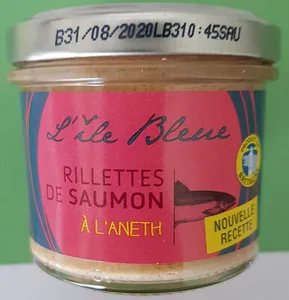 B31/08/2020LB310:45SAU
L'île Bleue
RILLETTES
DE SAUMON
À L'ANETH
NOUVELLE
RECETTE